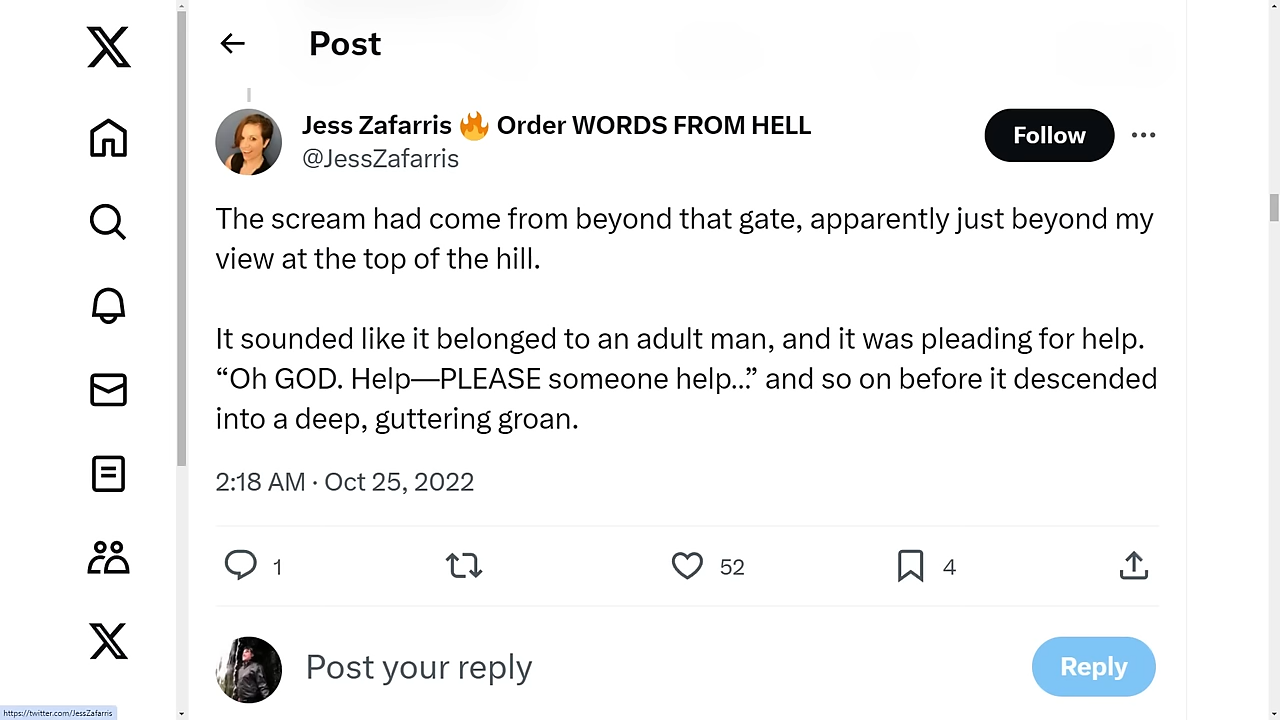 Post
Jess Zafarris 🔥 Order WORDS FROM HELL
@JessZafarris
Follow
The scream had come from beyond that gate, apparently just beyond my
view at the top of the hill.
It sounded like it belonged to an adult man, and it was pleading for help.
“Oh GOD. Help—PLEASE someone help…” and so on before it descended
into a deep, guttering groan.
2:18 AM · Oct 25, 2022
1
52
4
Post your reply
Reply
https://twitter.com/JessZafarris